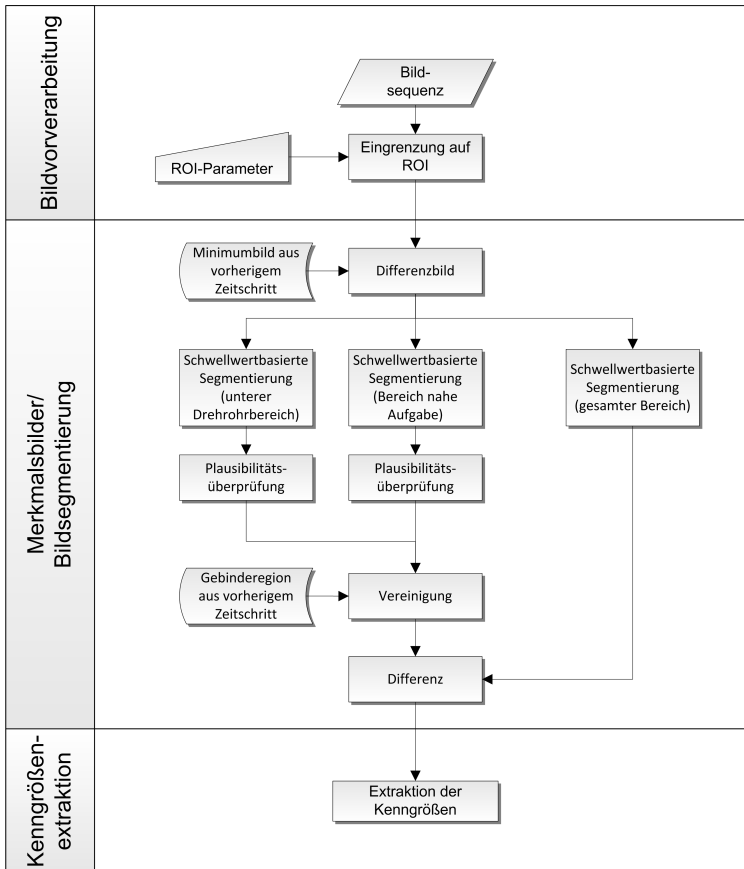 Bildvorverarbeitung
Bild-
sequenz
ROI-Parameter
Eingrenzung auf
ROI
Merkmalsbilder/
Bildsegmentierung
Minimumbild aus
vorherigem
Zeitschritt
Differenzbild
Schwellwertbasierte
Segmentierung
(unterer
Drehrohrbereich)
Schwellwertbasierte
Segmentierung
(Bereich nahe
Aufgabe)
Schwellwertbasierte
Segmentierung
(gesamter Bereich)
Plausibilitäts-
überprüfung
Plausibilitäts-
überprüfung
Gebinderegion
aus vorherigem
Zeitschritt
Vereinigung
Differenz
Kenngrößen-
extraktion
Extraktion der
Kenngrößen